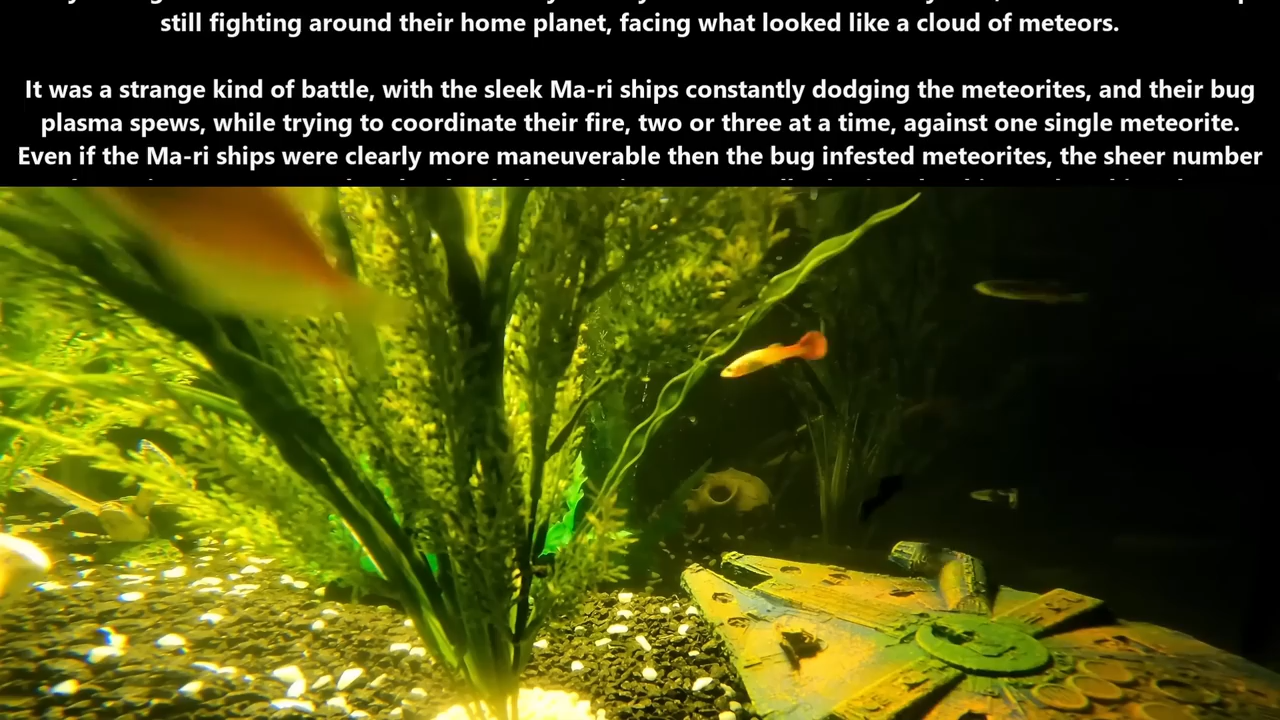 still fighting around their home planet, facing what looked like a cloud of meteors.
It was a strange kind of battle, with the sleek Ma-ri ships constantly dodging the meteorites, and their bug
plasma spews, while trying to coordinate their fire, two or three at a time, against one single meteorite.
Even if the Ma-ri ships were clearly more maneuverable then the bug infested meteorites, the sheer number